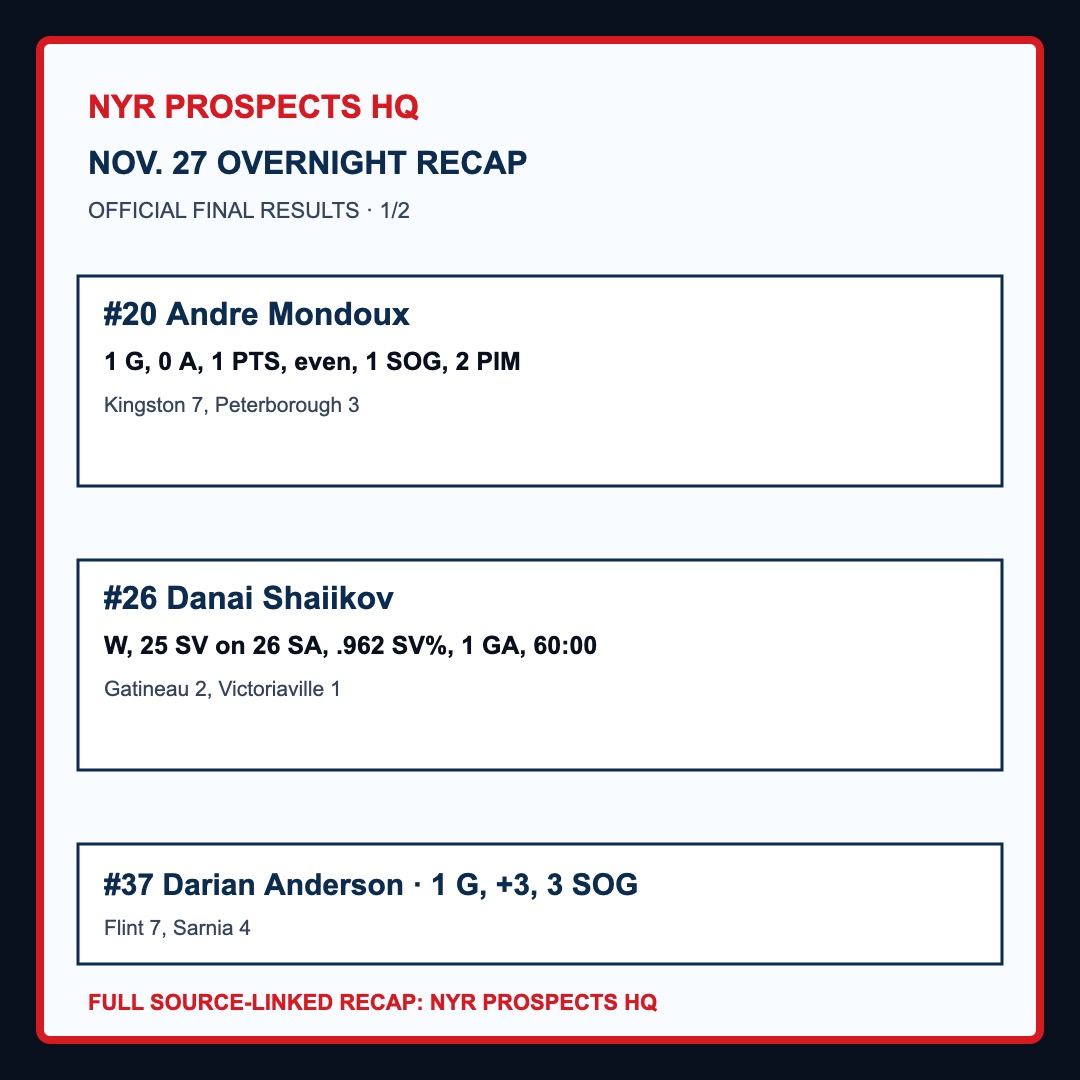 NYR PROSPECTS HQ
NOV. 27 OVERNIGHT RECAP
OFFICIAL FINAL RESULTS · 1/2
#20 Andre Mondoux
1 G, 0 A, 1 PTS, even, 1 SOG, 2 PIM
Kingston 7, Peterborough 3
#26 Danai Shaiikov
W, 25 SV on 26 SA, .962 SV%, 1 GA, 60:00
Gatineau 2, Victoriaville 1
#37 Darian Anderson · 1 G, +3, 3 SOG
Flint 7, Sarnia 4
FULL SOURCE-LINKED RECAP: NYR PROSPECTS HQ